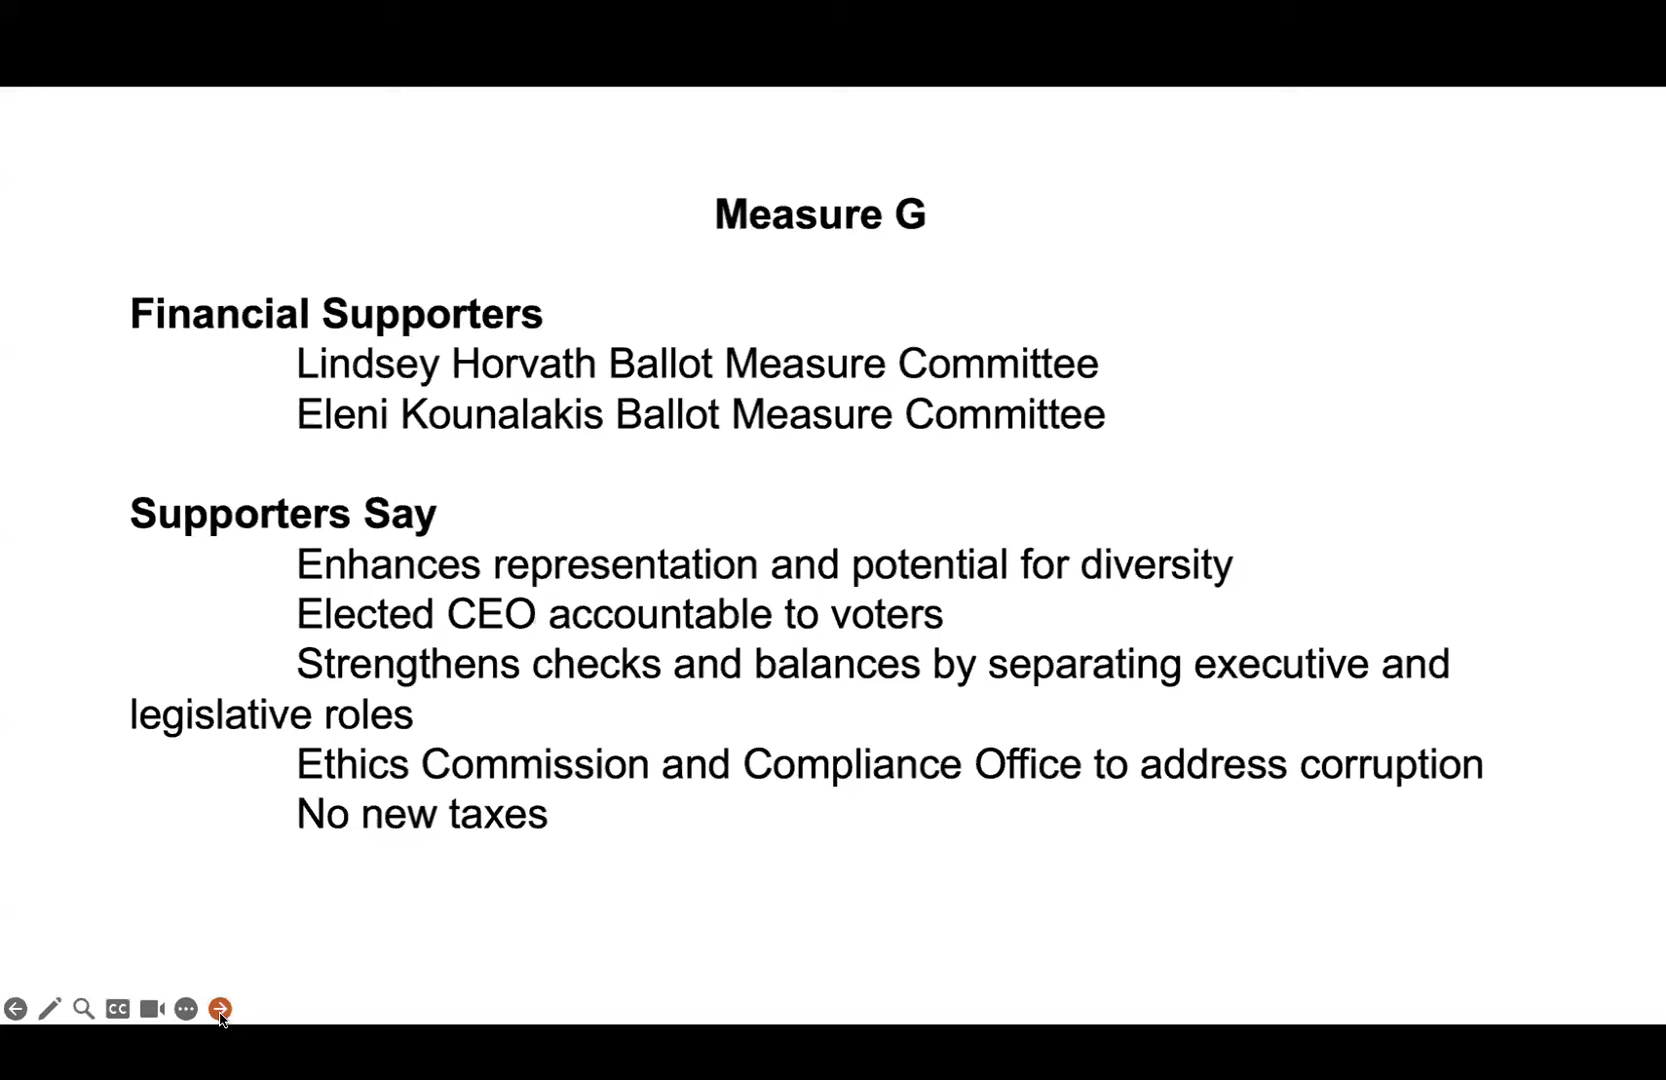 Measure G
Financial Supporters
Lindsey Horvath Ballot Measure Committee
Eleni Kounalakis Ballot Measure Committee
Supporters Say
Enhances representation and potential for diversity
Elected CEO accountable to voters
Strengthens checks and balances by separating executive and
legislative roles
Ethics Commission and Compliance Office to address corruption
No new taxes
CC